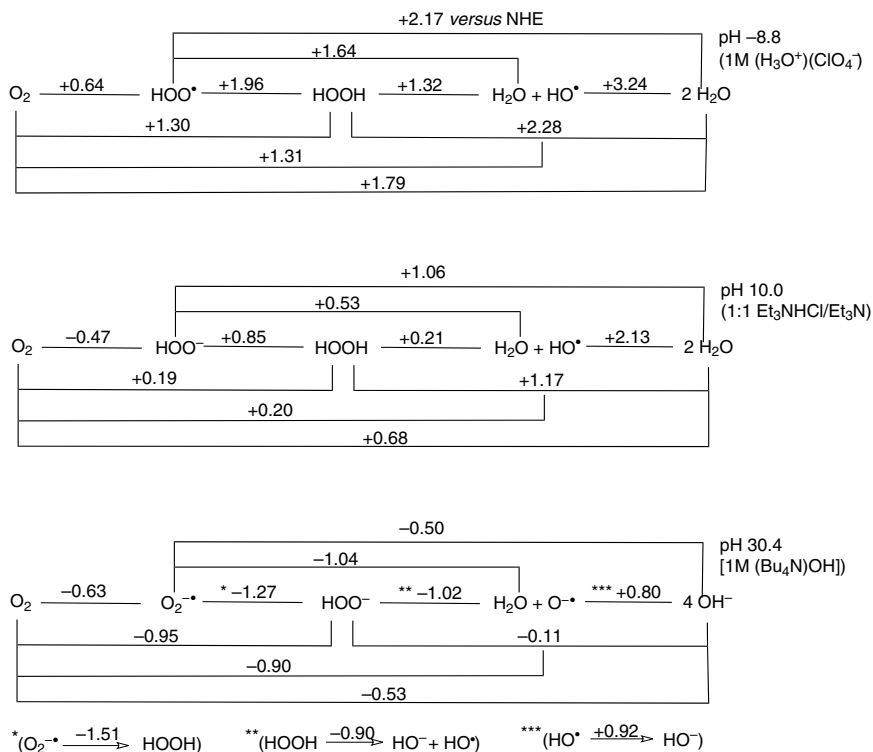 +2.17 versus NHE
pH –8.8
(1M (H₃O⁺)(ClO₄⁻)
+1.64
O₂ +0.64 HOO• +1.96 HOOH +1.32 H₂O + HO• +3.24 2 H₂O
+1.30 +2.28
+1.31
+1.79
+1.06
pH 10.0
(1:1 Et₃NHCl/Et₃N)
+0.53
O₂ –0.47 HOO⁻ +0.85 HOOH +0.21 H₂O + HO• +2.13 2 H₂O
+0.19 +1.17
+0.20
+0.68
–0.50
pH 30.4
[1M (Bu₄N)OH])
–1.04
O₂ –0.63 O₂⁻• * –1.27 HOO⁻ ** –1.02 H₂O + O⁻• *** +0.80 4 OH⁻
–0.95 –0.11
–0.90
–0.53
*(O₂⁻• –1.51 HOOH) **(HOOH –0.90 HO⁻ + HO•) ***(HO• +0.92 HO⁻)